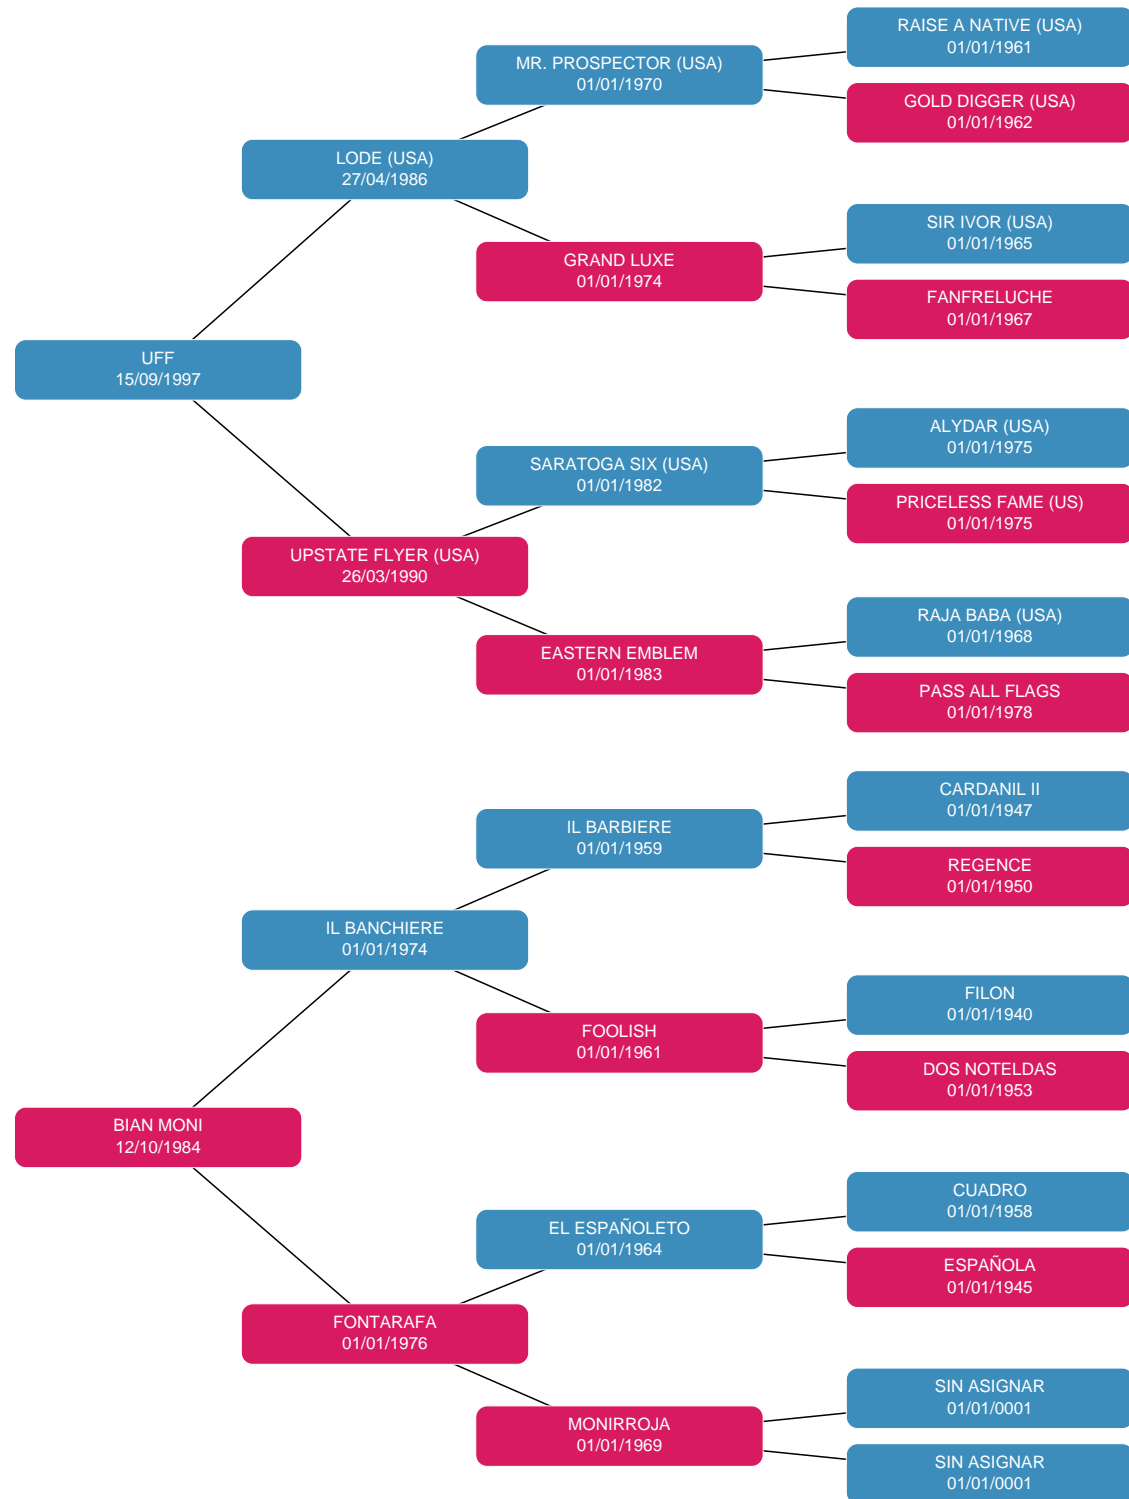 RAISE A NATIVE (USA)
01/01/1961
MR. PROSPECTOR (USA)
01/01/1970
GOLD DIGGER (USA)
01/01/1962
LODE (USA)
27/04/1986
SIR IVOR (USA)
01/01/1965
GRAND LUXE
01/01/1974
FANFRELUCHE
01/01/1967
UFF
15/09/1997
ALYDAR (USA)
01/01/1975
SARATOGA SIX (USA)
01/01/1982
PRICELESS FAME (US)
01/01/1975
UPSTATE FLYER (USA)
26/03/1990
RAJA BABA (USA)
01/01/1968
EASTERN EMBLEM
01/01/1983
PASS ALL FLAGS
01/01/1978
CARDANIL II
01/01/1947
IL BARBIERE
01/01/1959
REGENCE
01/01/1950
IL BANCHIERE
01/01/1974
FILON
01/01/1940
FOOLISH
01/01/1961
DOS NOTELDAS
01/01/1953
BIAN MONI
12/10/1984
CUADRO
01/01/1958
EL ESPAÑOLETO
01/01/1964
ESPAÑOLA
01/01/1945
FONTARAFA
01/01/1976
SIN ASIGNAR
01/01/0001
MONIRROJA
01/01/1969
SIN ASIGNAR
01/01/0001